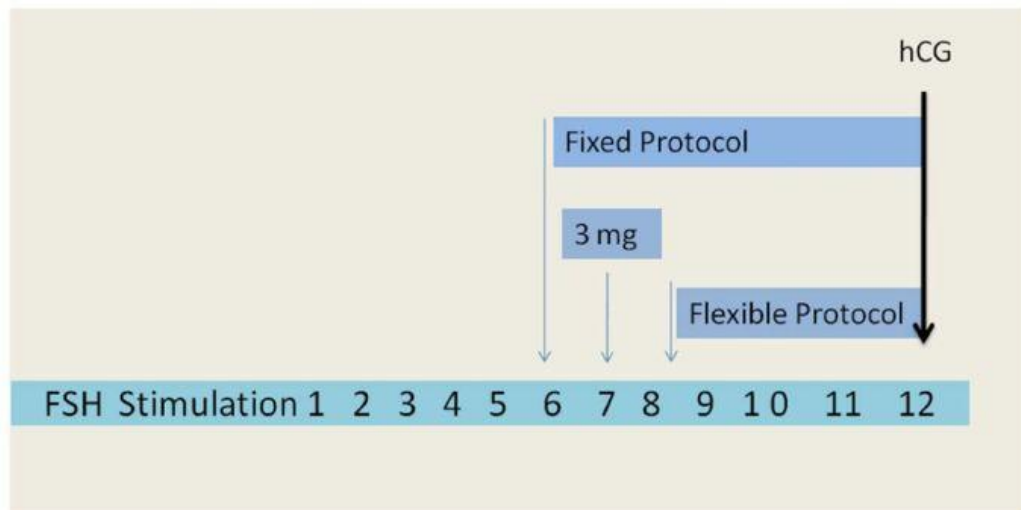 hCG
Fixed Protocol
3 mg
Flexible Protocol
FSH Stimulation 1 2 3 4 5 6 7 8 9 1 0 11 12